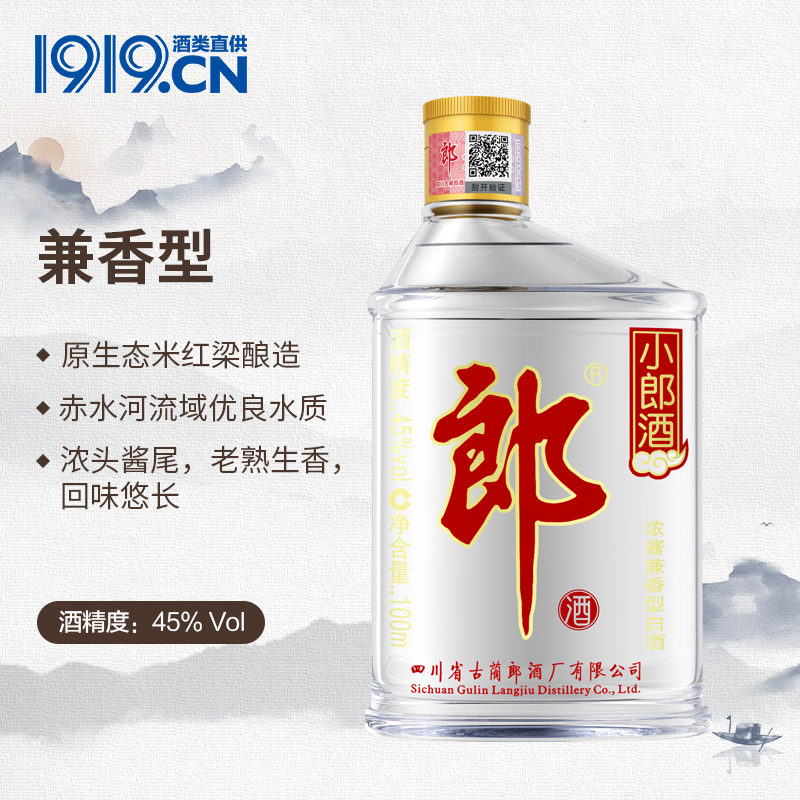 酒类直供
1919.CN
兼香型
原生态米红梁酿造
赤水河流域优良水质
浓头酱尾，老熟生香，
回味悠长
酒精度：45% Vol
郎
刮开验证
酒精度 45%vol 净含量:100m
郎®
小郎酒
浓酱兼香型白酒
酒
四川省古蔺郎酒厂有限公司
Sichuan Gulin Langjiu Distillery Co., Ltd.